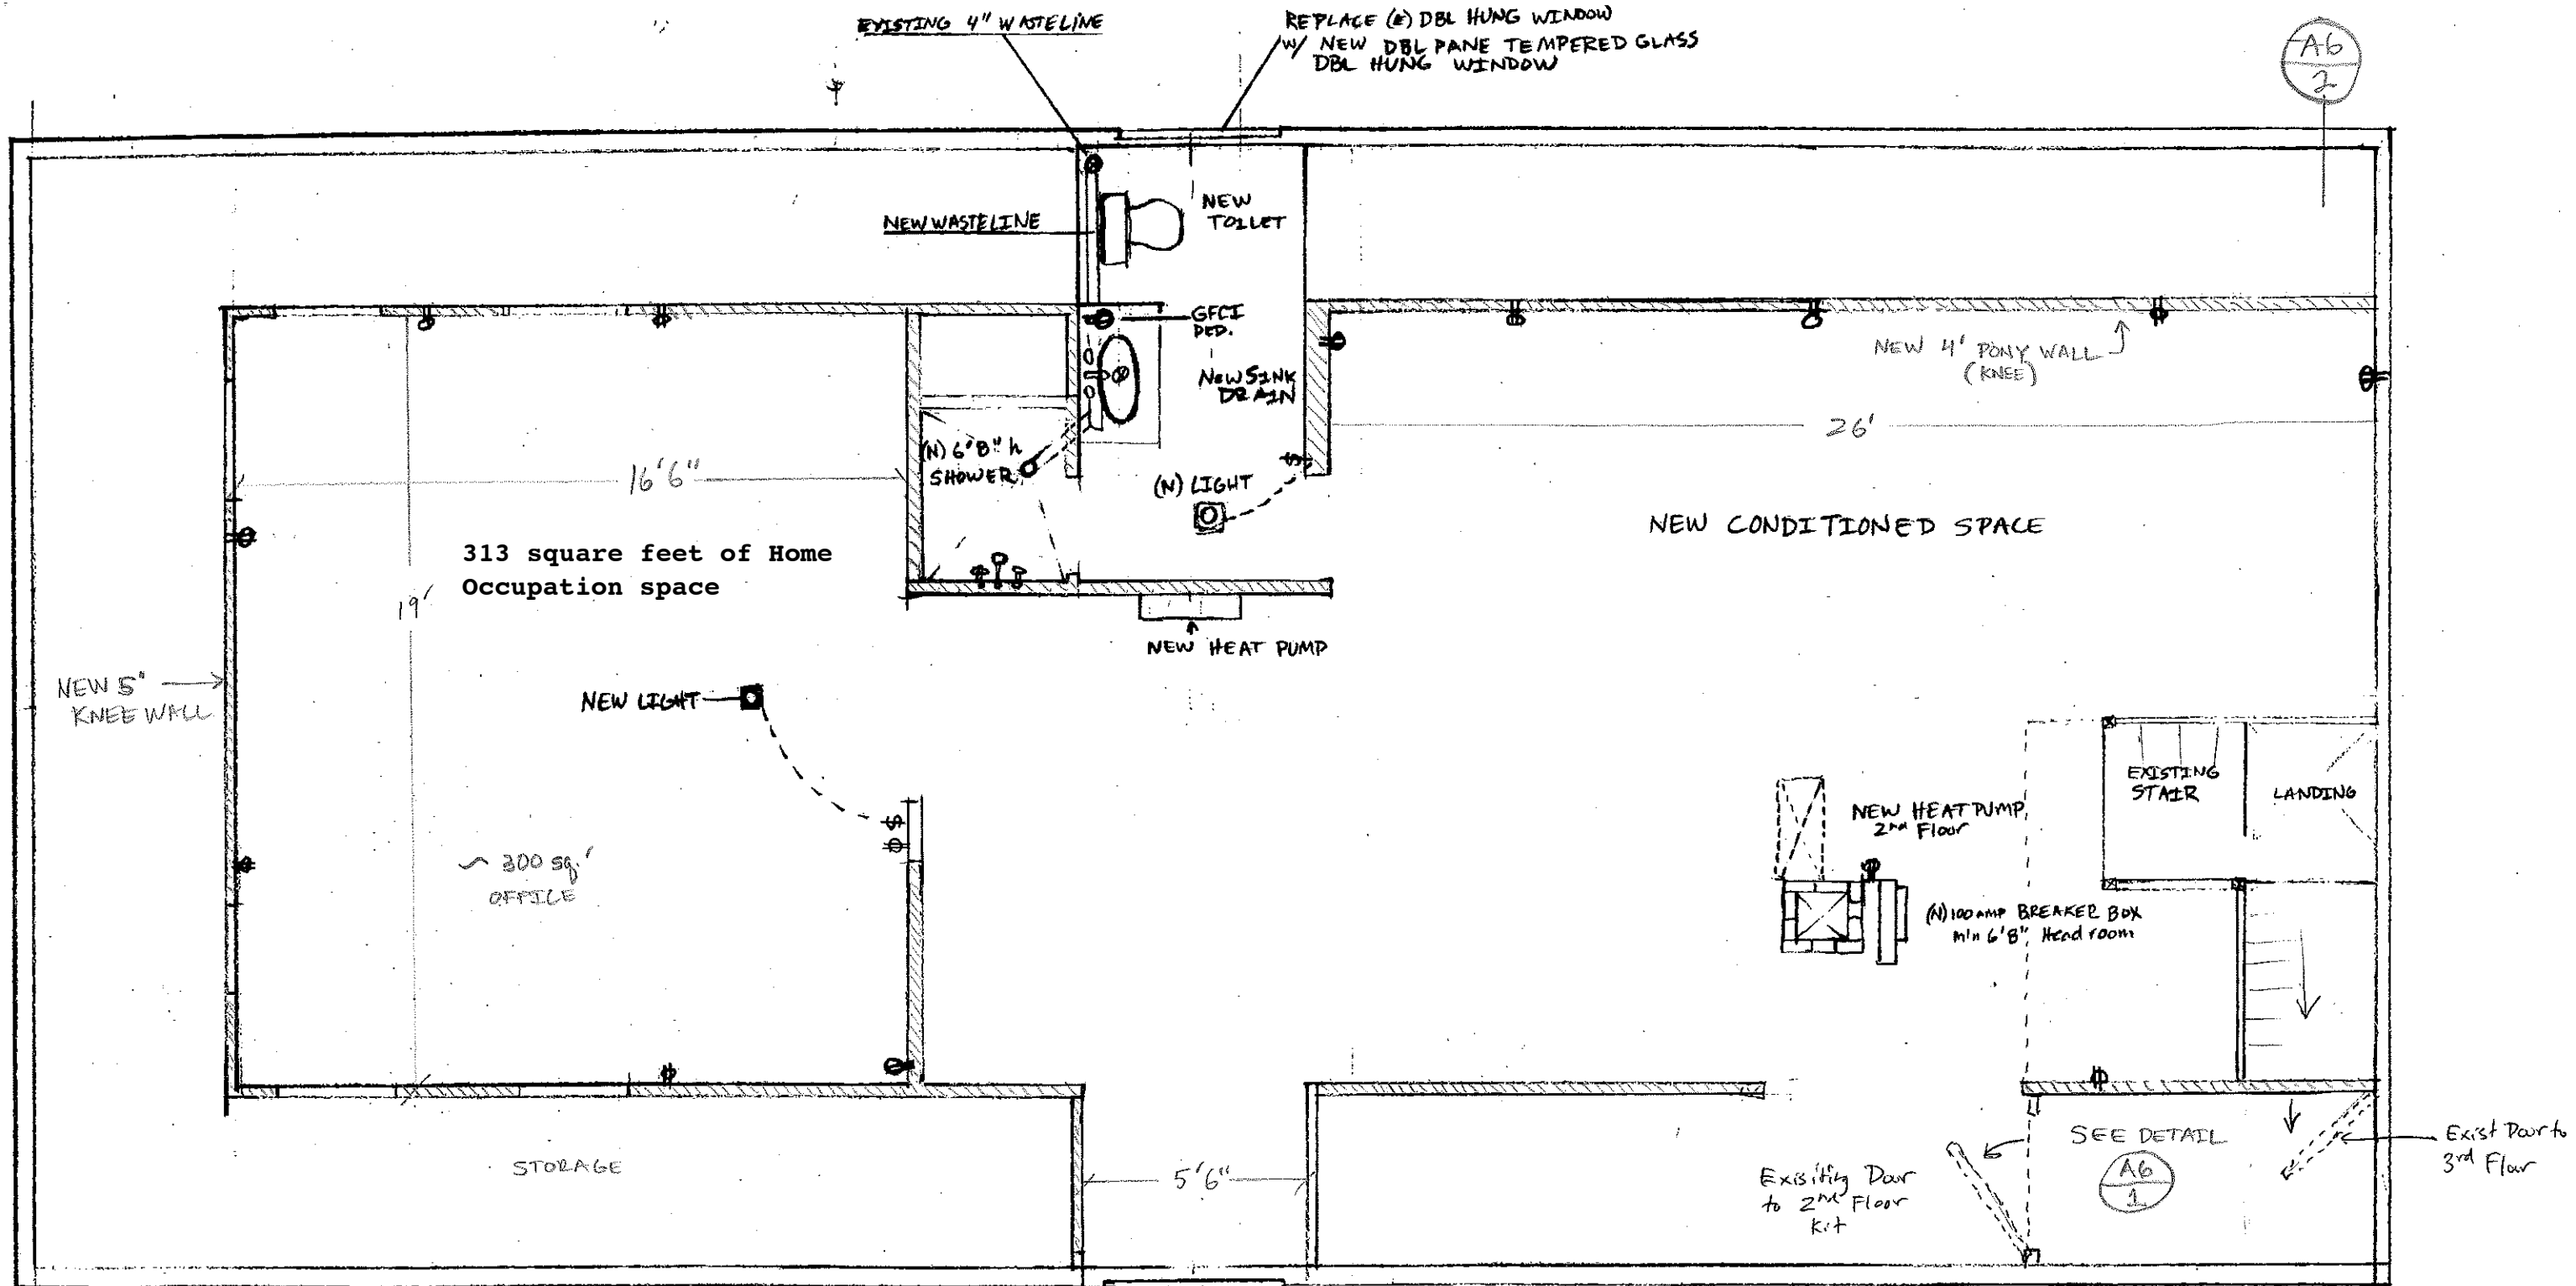 EXISTING 4" WASTELINE
REPLACE (E) DBL HUNG WINDOW
W/ NEW DBL PANE TEMPERED GLASS
DBL HUNG WINDOW
A6
2
NEW WASTELINE
NEW
TOILET
GFCI
DED.
NEW SINK
DRAIN
NEW 4' PONY WALL
(KNEE)
26'
16'6"
(N) 6'8" h
SHOWER
(N) LIGHT
NEW CONDITIONED SPACE
313 square feet of Home
Occupation space
19'
NEW HEAT PUMP
NEW 5'
KNEE WALL
NEW LIGHT
EXISTING
STAIR
LANDING
NEW HEAT PUMP
2nd Floor
~ 300 sq.'
OFFICE
(N) 100 AMP BREAKER BOX
min 6'8" Head room
STORAGE
5'6"
Exisiting Door
to 2nd Floor
Kit
SEE DETAIL
A6
1
Exist Door to
3rd Floor